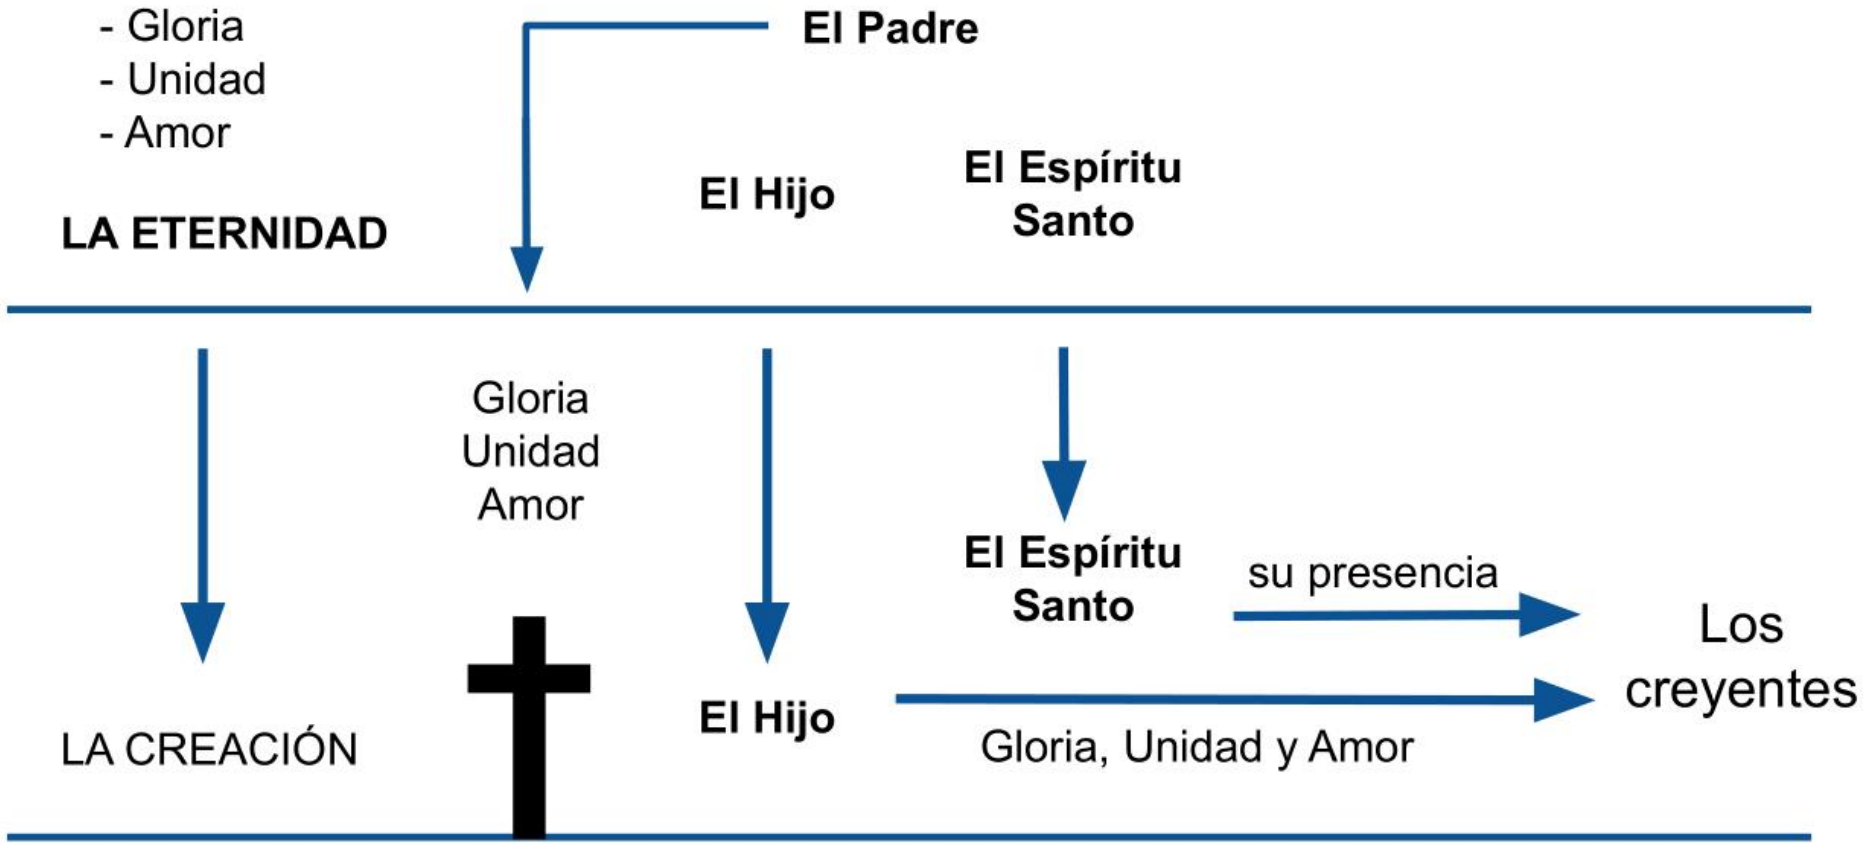 - Gloria
- Unidad
- Amor
El Padre
El Hijo
El Espíritu
Santo
LA ETERNIDAD
Gloria
Unidad
Amor
El Espíritu
Santo
su presencia
Los
creyentes
El Hijo
Gloria, Unidad y Amor
LA CREACIÓN